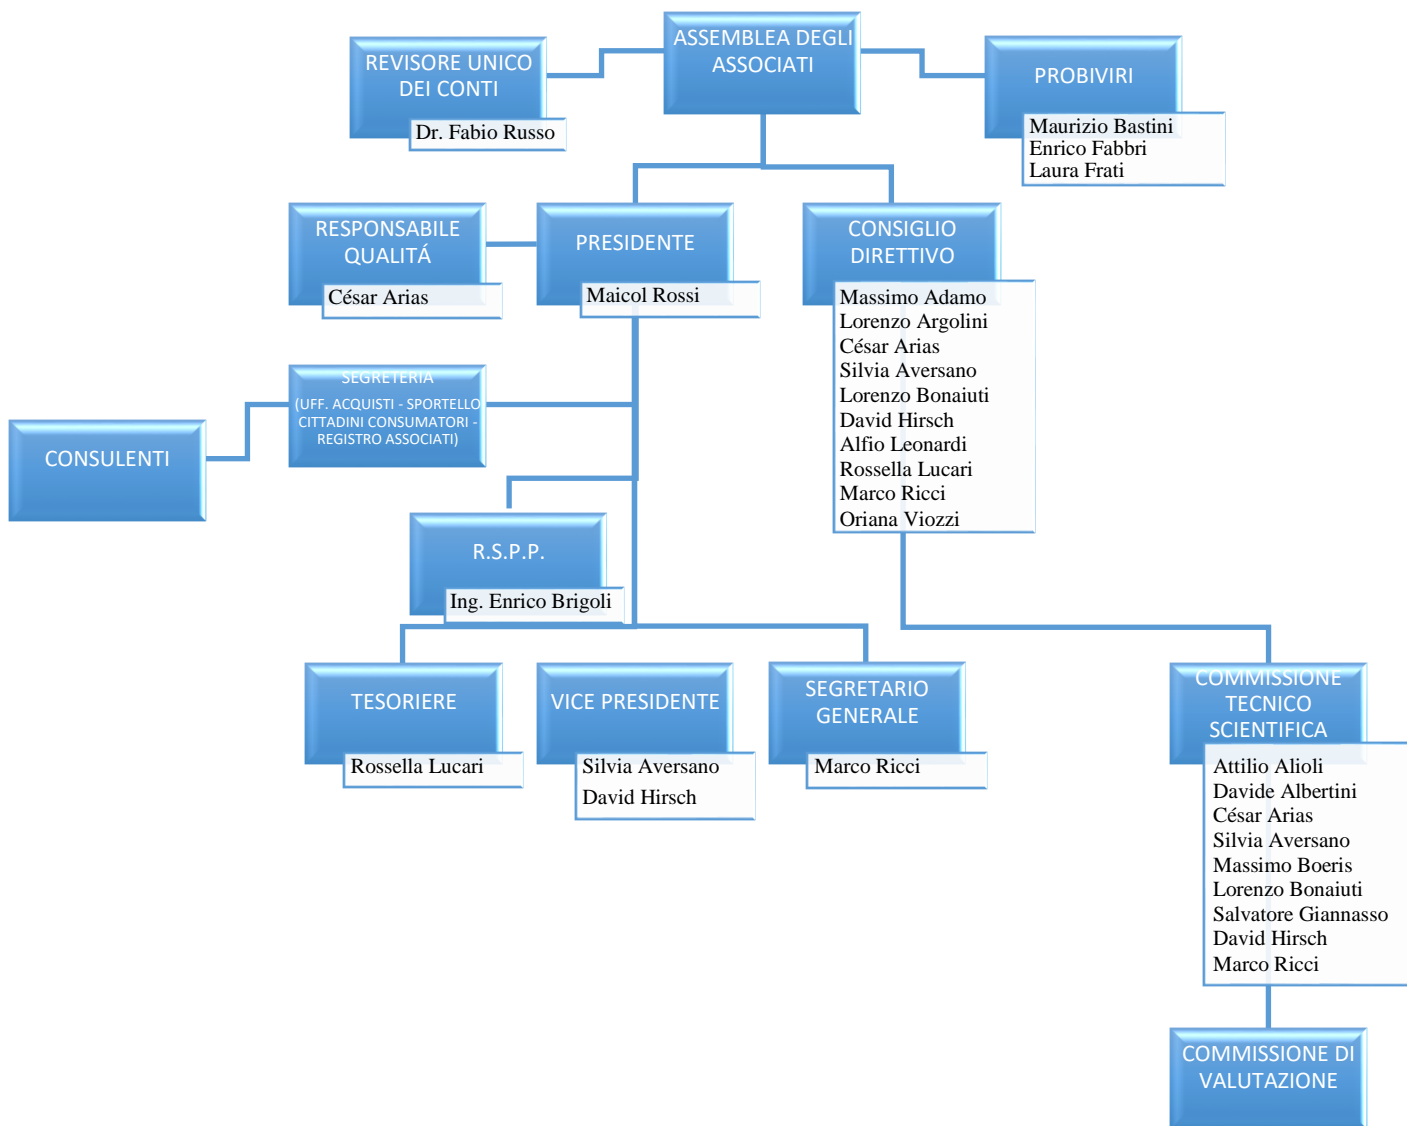 ASSEMBLEA DEGLI
ASSOCIATI
REVISORE UNICO
DEI CONTI
Dr. Fabio Russo
PROBIVIRI
Maurizio Bastini
Enrico Fabbri
Laura Frati
RESPONSABILE
QUALITÁ
César Arias
PRESIDENTE
Maicol Rossi
CONSIGLIO
DIRETTIVO
Massimo Adamo
Lorenzo Argolini
César Arias
Silvia Aversano
Lorenzo Bonaiuti
David Hirsch
Alfio Leonardi
Rossella Lucari
Marco Ricci
Oriana Viozzi
SEGRETERIA
(UFF. ACQUISTI - SPORTELLO
CITTADINI CONSUMATORI -
REGISTRO ASSOCIATI)
CONSULENTI
R.S.P.P.
Ing. Enrico Brigoli
TESORIERE
Rossella Lucari
VICE PRESIDENTE
Silvia Aversano
David Hirsch
SEGRETARIO
GENERALE
Marco Ricci
COMMISSIONE
TECNICO
SCIENTIFICA
Attilio Alioli
Davide Albertini
César Arias
Silvia Aversano
Massimo Boeris
Lorenzo Bonaiuti
Salvatore Giannasso
David Hirsch
Marco Ricci
COMMISSIONE DI
VALUTAZIONE